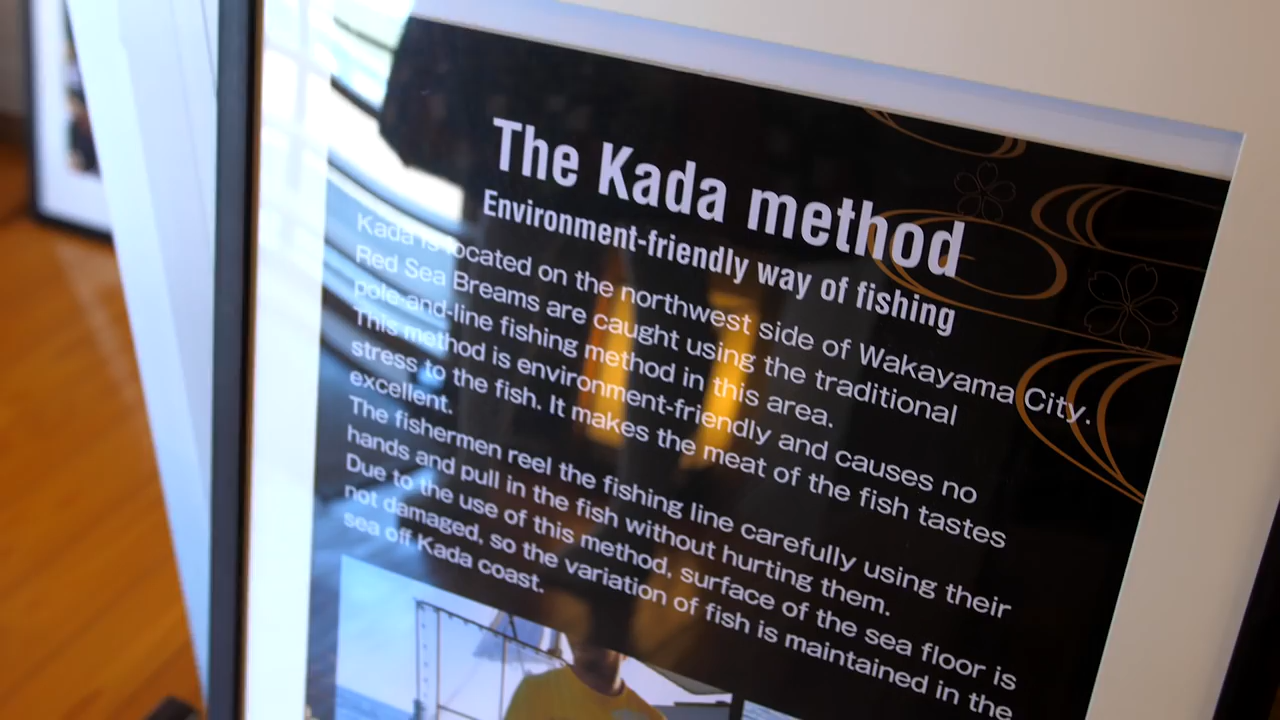 The Kada method
Environment-friendly way of fishing
Kada is located on the northwest side of Wakayama City.
Red Sea Breams are caught using the traditional
pole-and-line fishing method in this area.
This method is environment-friendly and causes no
stress to the fish. It makes the meat of the fish tastes
excellent.
The fishermen reel the fishing line carefully using their
hands and pull in the fish without hurting them.
Due to the use of this method, surface of the sea floor is
not damaged, so the variation of fish is maintained in the
sea off Kada coast.